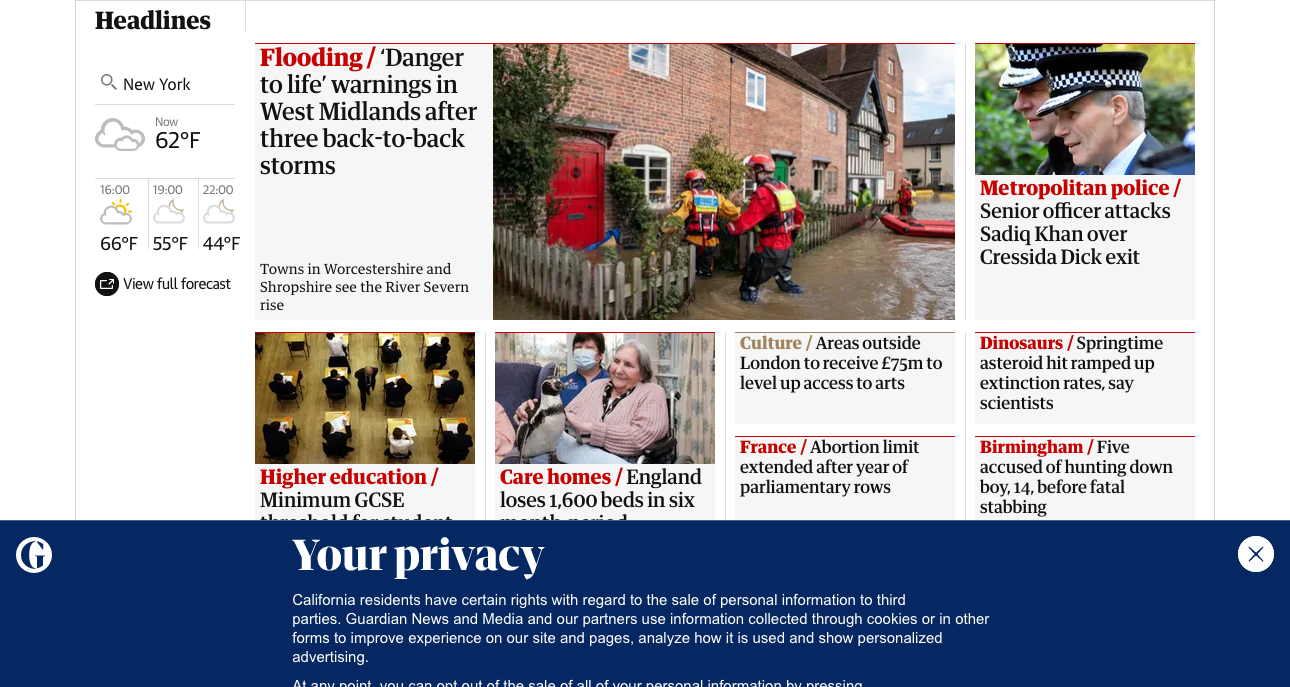 Headlines
New York
Now
62°F
16:00
19:00
22:00
66°F
55°F
44°F
View full forecast
Flooding / ‘Danger
to life’ warnings in
West Midlands after
three back-to-back
storms
Towns in Worcestershire and
Shropshire see the River Severn
rise
Metropolitan police /
Senior officer attacks
Sadiq Khan over
Cressida Dick exit
Higher education /
Minimum GCSE
threshold for student
Care homes / England
loses 1,600 beds in six
month-period
Culture / Areas outside
London to receive £75m to
level up access to arts
France / Abortion limit
extended after year of
parliamentary rows
Dinosaurs / Springtime
asteroid hit ramped up
extinction rates, say
scientists
Birmingham / Five
accused of hunting down
boy, 14, before fatal
stabbing
G
Your privacy
California residents have certain rights with regard to the sale of personal information to third
parties. Guardian News and Media and our partners use information collected through cookies or in other
forms to improve experience on our site and pages, analyze how it is used and show personalized
advertising.
At any point, you can opt out of the sale of all of your personal information by pressing